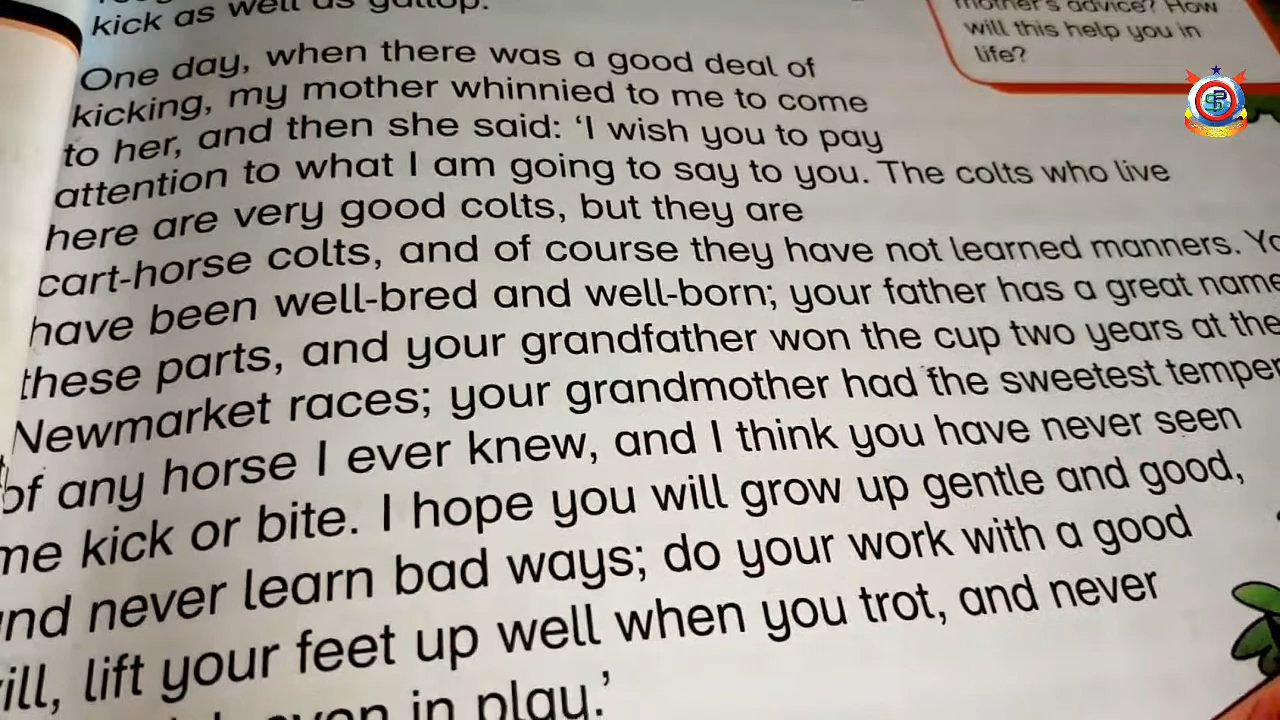 kick as well as gallop.
One day, when there was a good deal of
kicking, my mother whinnied to me to come
to her, and then she said: 'I wish you to pay
attention to what I am going to say to you. The colts who live
here are very good colts, but they are
cart-horse colts, and of course they have not learned manners. Yo
have been well-bred and well-born; your father has a great name
these parts, and your grandfather won the cup two years at the
Newmarket races; your grandmother had the sweetest temper
of any horse I ever knew, and I think you have never seen
me kick or bite. I hope you will grow up gentle and good,
and never learn bad ways; do your work with a good
will, lift your feet up well when you trot, and never
even in play.'
mother's advice? How
will this help you in
life?